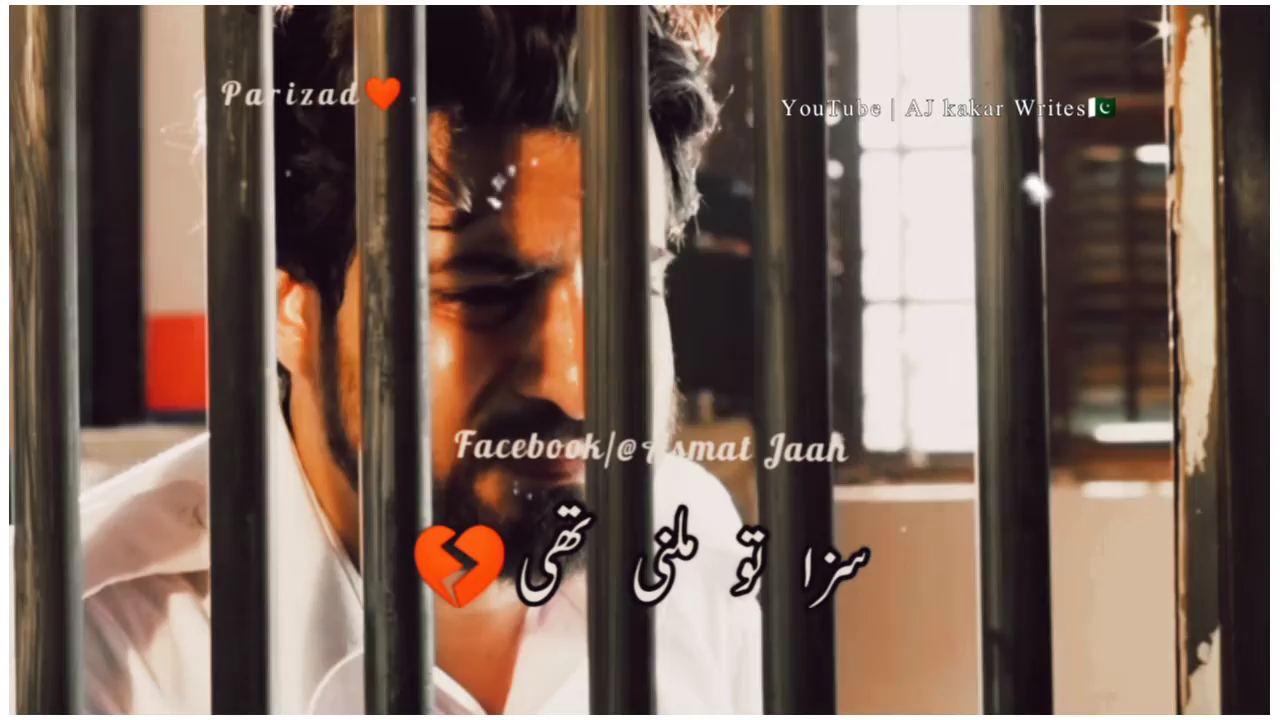 Parizad❤️
YouTube | AJ kakar Writes🇵🇰
Facebook/@ Jaan
سزا تو ملنی تھی 💔